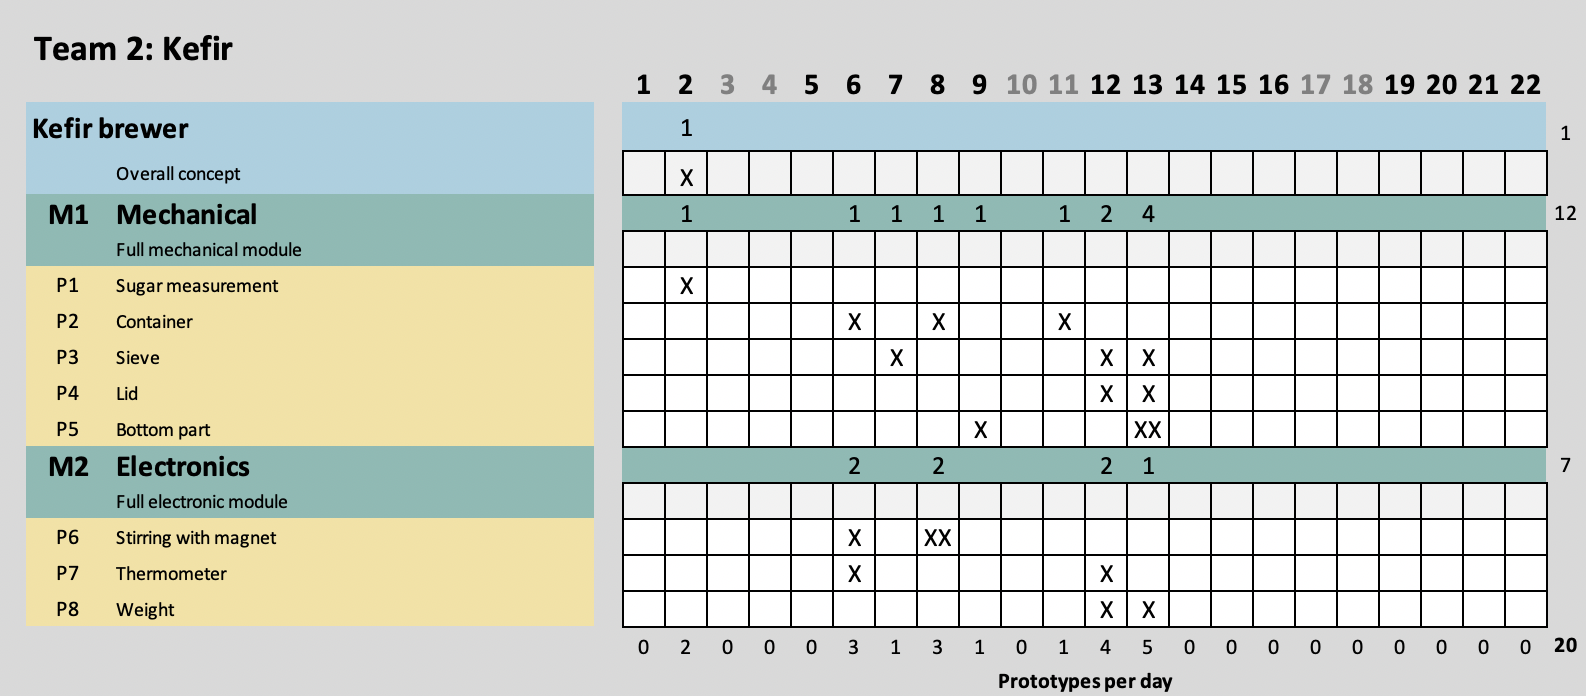 Team 2: Kefir
1 2 3 4 5 6 7 8 9 10 11 12 13 14 15 16 17 18 19 20 21 22
Kefir brewer 1 1
Overall concept X
M1 Mechanical 1 1 1 1 1 1 2 4 12
Full mechanical module
P1 Sugar measurement X
P2 Container X X X
P3 Sieve X X X
P4 Lid X X
P5 Bottom part X XX
M2 Electronics 2 2 2 1 7
Full electronic module
P6 Stirring with magnet X XX
P7 Thermometer X X
P8 Weight X X
0 2 0 0 0 3 1 3 1 0 1 4 5 0 0 0 0 0 0 0 0 0 20
Prototypes per day